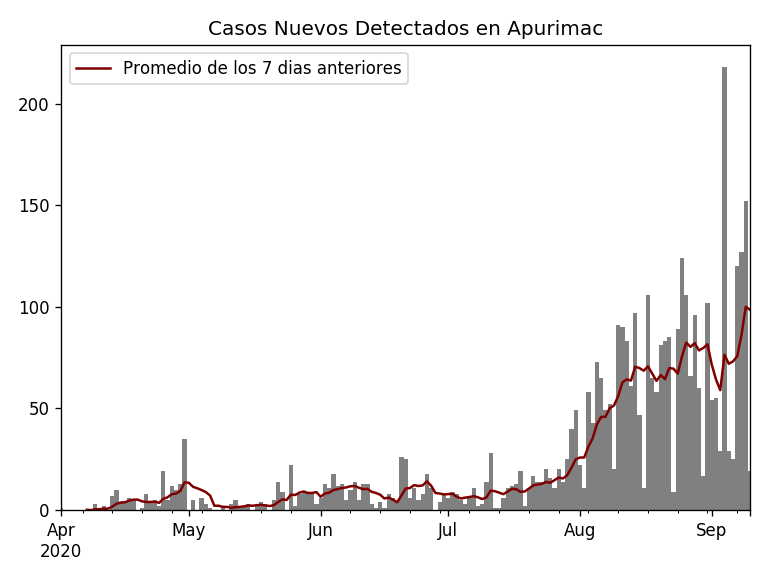 Casos Nuevos Detectados en Apurimac
Promedio de los 7 dias anteriores
200
150
100
50
0
Apr May Jun Jul Aug Sep
2020